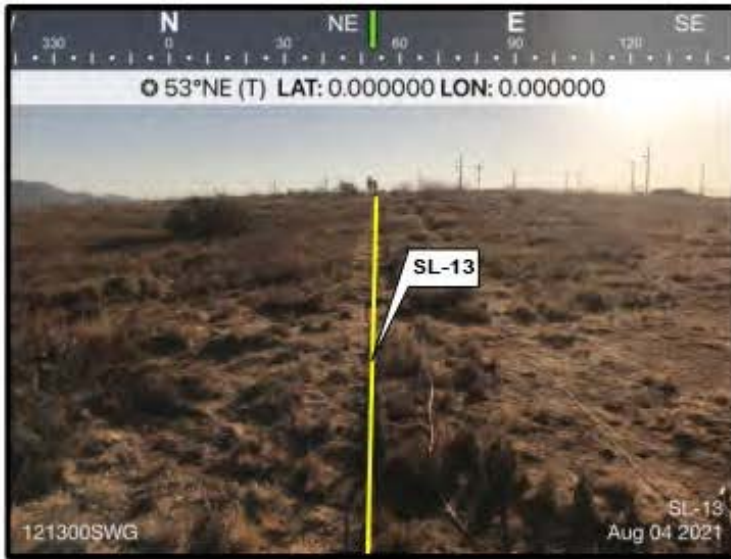 N NE E SE
330 0 30 60 90 120
53°NE (T) LAT: 0.000000 LON: 0.000000
SL-13
SL-13
121300SWG Aug 04 2021